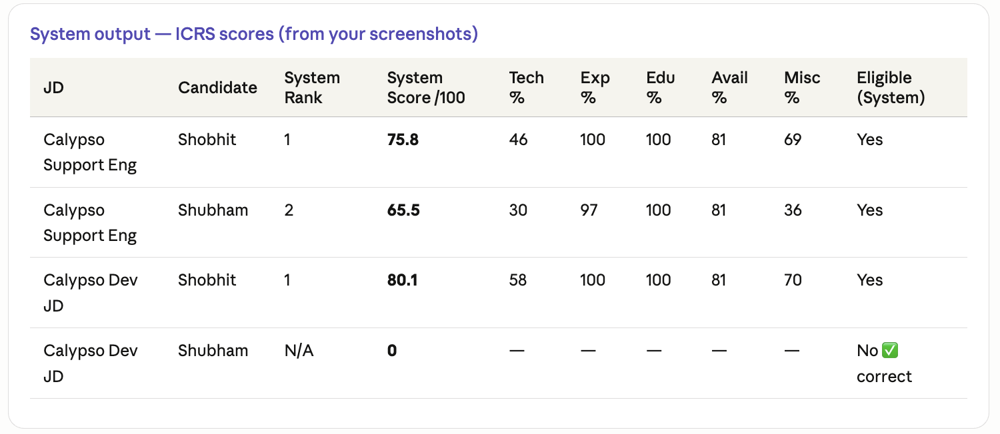 System output — ICRS scores (from your screenshots)
JD Candidate System Rank System Score /100 Tech % Exp % Edu % Avail % Misc % Eligible (System)
Calypso Support Eng Shobhit 1 75.8 46 100 100 81 69 Yes
Calypso Support Eng Shubham 2 65.5 30 97 100 81 36 Yes
Calypso Dev JD Shobhit 1 80.1 58 100 100 81 70 Yes
Calypso Dev JD Shubham N/A 0 — — — — — No ✅ correct